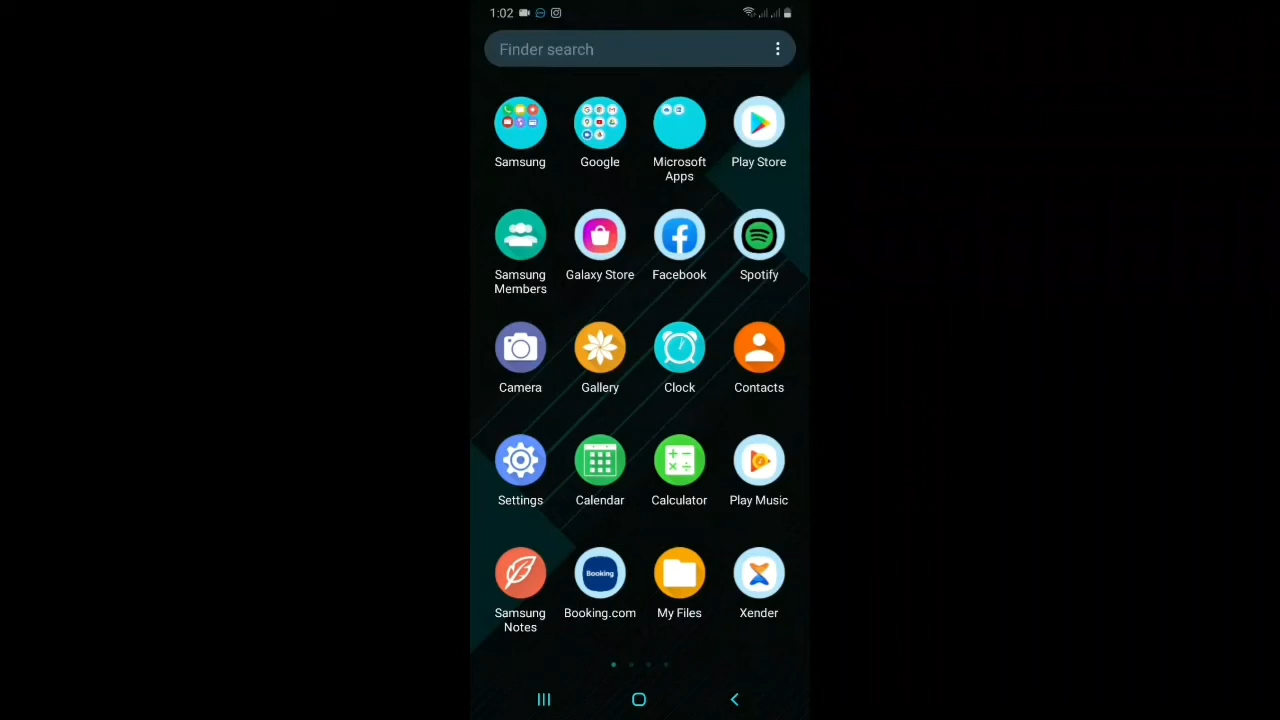 1:02
Finder search
Samsung
Google
Microsoft
Apps
Play Store
Samsung
Members
Galaxy Store
Facebook
Spotify
Camera
Gallery
Clock
Contacts
Settings
Calendar
Calculator
Play Music
Samsung
Notes
Booking
Booking.com
My Files
Xender